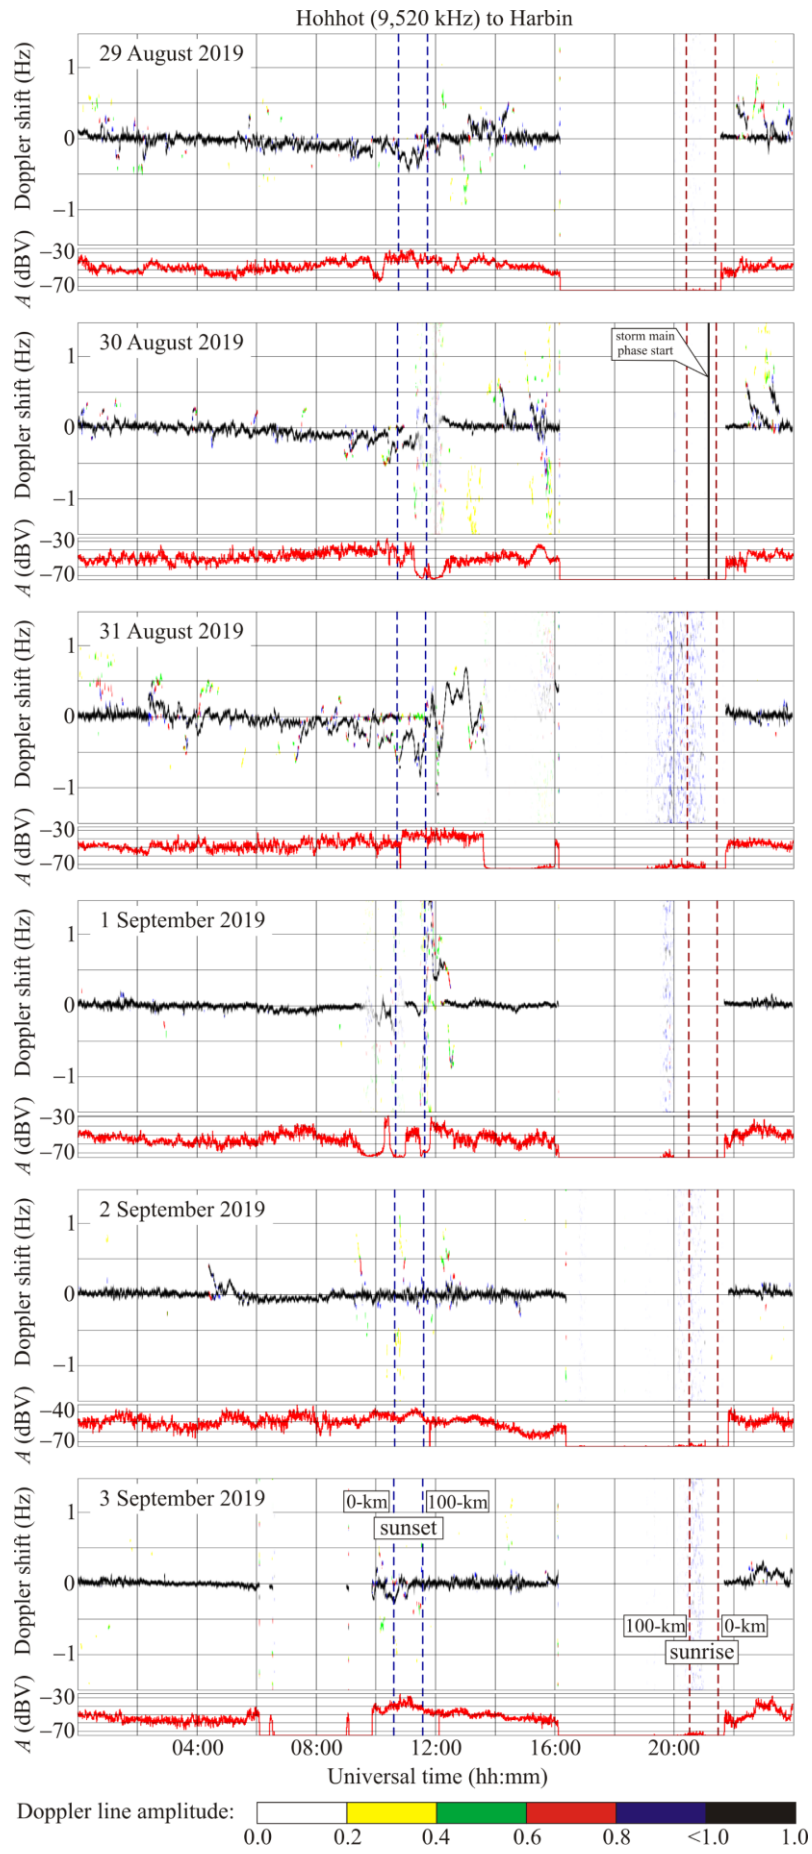 Hohhot (9,520 kHz) to Harbin
29 August 2019
Doppler shift (Hz)
1
0
−1
A (dBV)
−30
−70
30 August 2019
storm main
phase start
Doppler shift (Hz)
1
0
−1
A (dBV)
−30
−70
31 August 2019
Doppler shift (Hz)
1
0
−1
A (dBV)
−30
−70
1 September 2019
Doppler shift (Hz)
1
0
−1
A (dBV)
−30
−70
2 September 2019
Doppler shift (Hz)
1
0
−1
A (dBV)
−40
−70
3 September 2019
0-km 100-km
sunset
Doppler shift (Hz)
1
0
−1
100-km 0-km
sunrise
A (dBV)
−30
−70
04:00 08:00 12:00 16:00 20:00
Universal time (hh:mm)
Doppler line amplitude:
0.0 0.2 0.4 0.6 0.8 <1.0 1.0